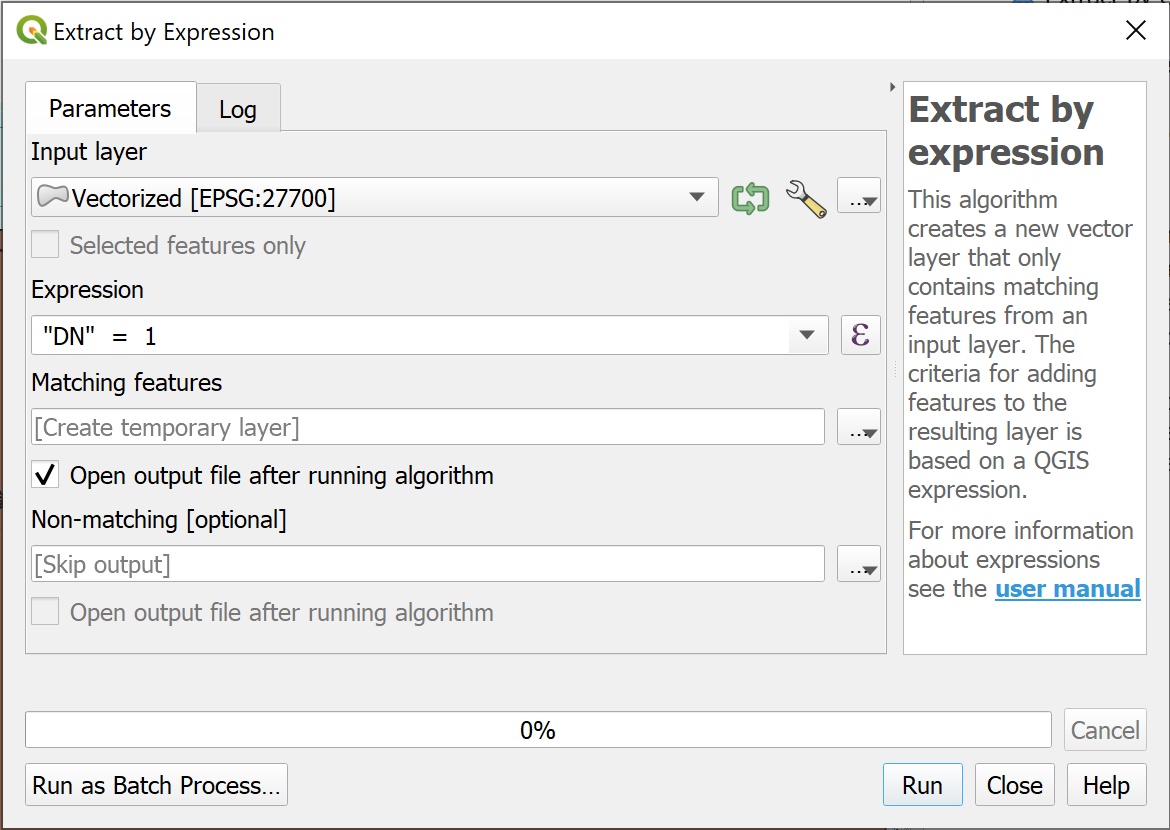 Extract by Expression
Parameters
Log
Input layer
Vectorized [EPSG:27700]
...
Selected features only
Expression
"DN" = 1
ε
Matching features
[Create temporary layer]
...
Open output file after running algorithm
Non-matching [optional]
[Skip output]
...
Open output file after running algorithm
Extract by
expression
This algorithm
creates a new vector
layer that only
contains matching
features from an
input layer. The
criteria for adding
features to the
resulting layer is
based on a QGIS
expression.
For more information
about expressions
see the user manual
0%
Cancel
Run as Batch Process...
Run
Close
Help